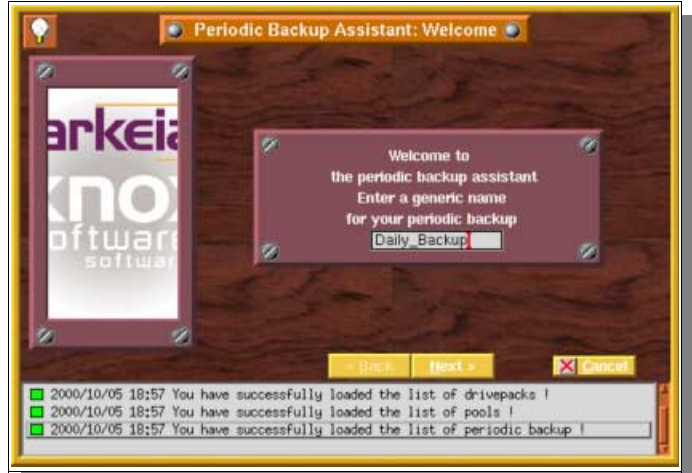 Periodic Backup Assistant: Welcome
arkeia
KNOX
software
software
Welcome to
the periodic backup assistant
Enter a generic name
for your periodic backup
Daily_Backup
< Back
Next >
Cancel
2000/10/05 18:57 You have successfully loaded the list of drivepacks !
2000/10/05 18:57 You have successfully loaded the list of pools !
2000/10/05 18:57 You have successfully loaded the list of periodic backup !